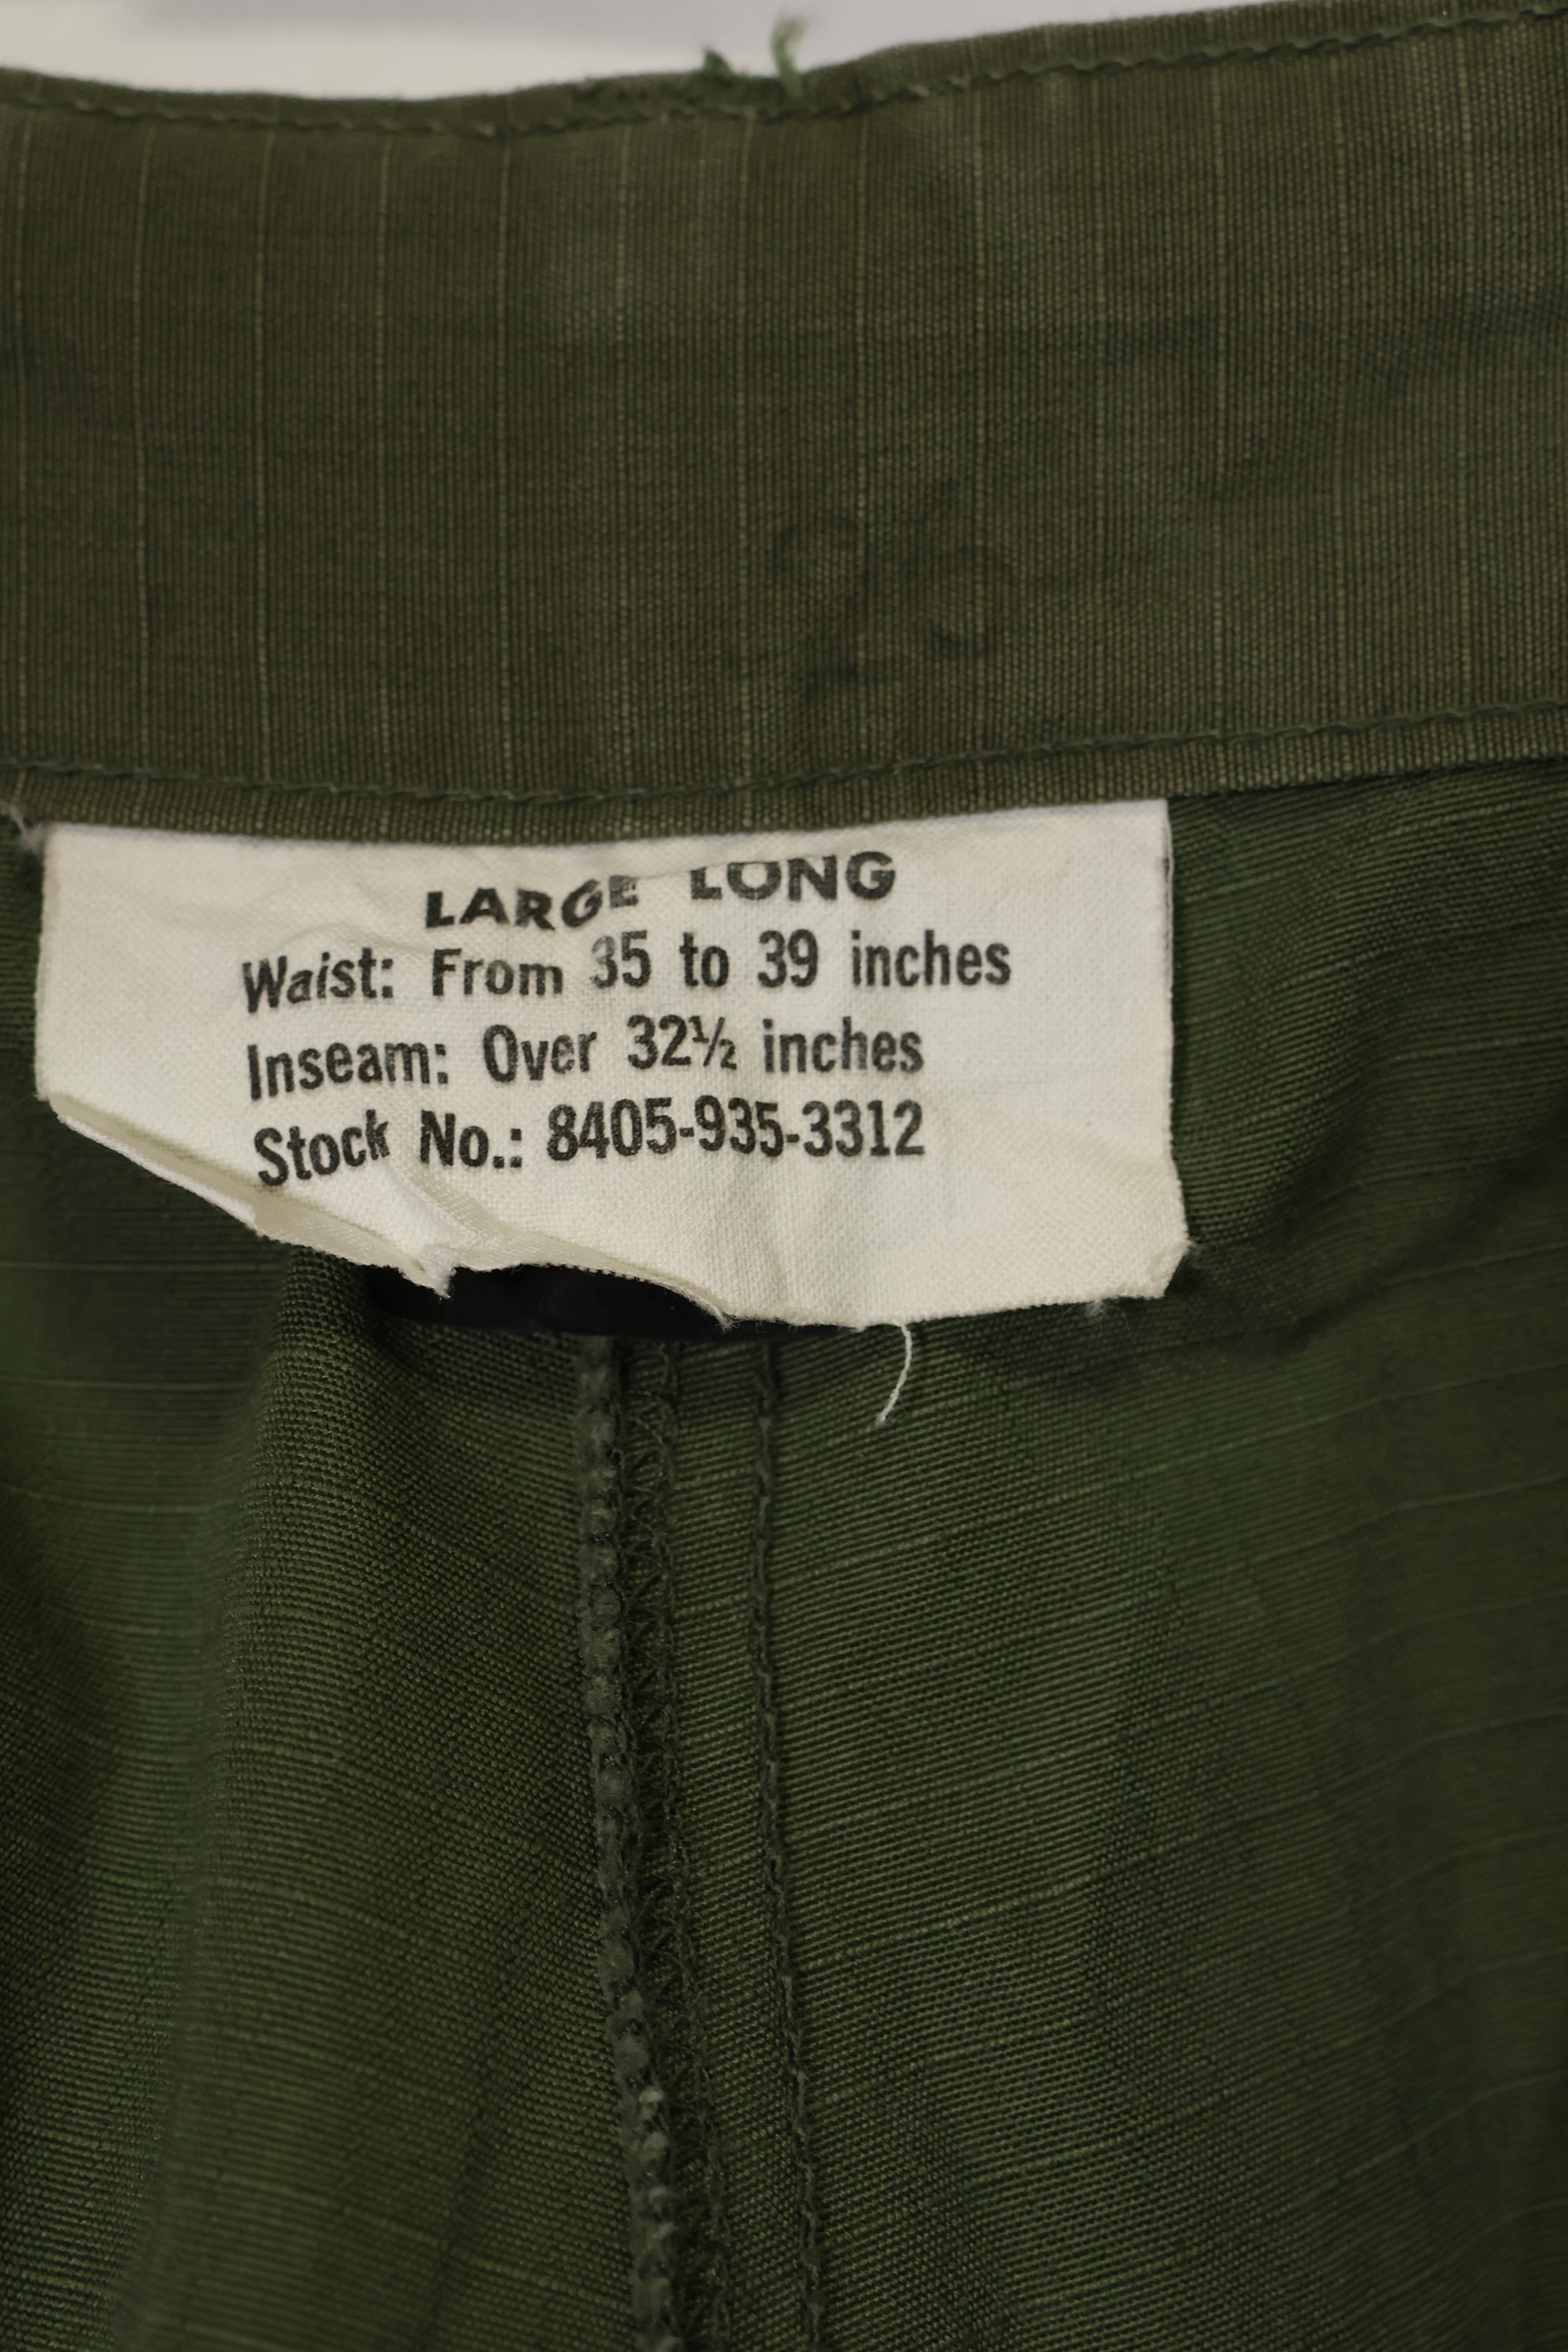 LARGE LONG
Waist: From 35 to 39 inches
Inseam: Over 32½ inches
Stock No.: 8405-935-3312